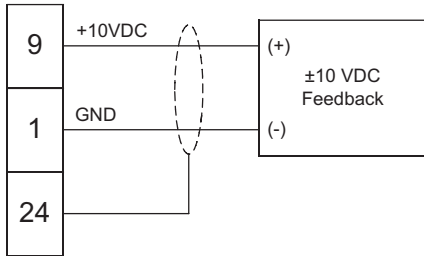 9
+10VDC
(+)
±10 VDC
Feedback
1
GND
(-)
24